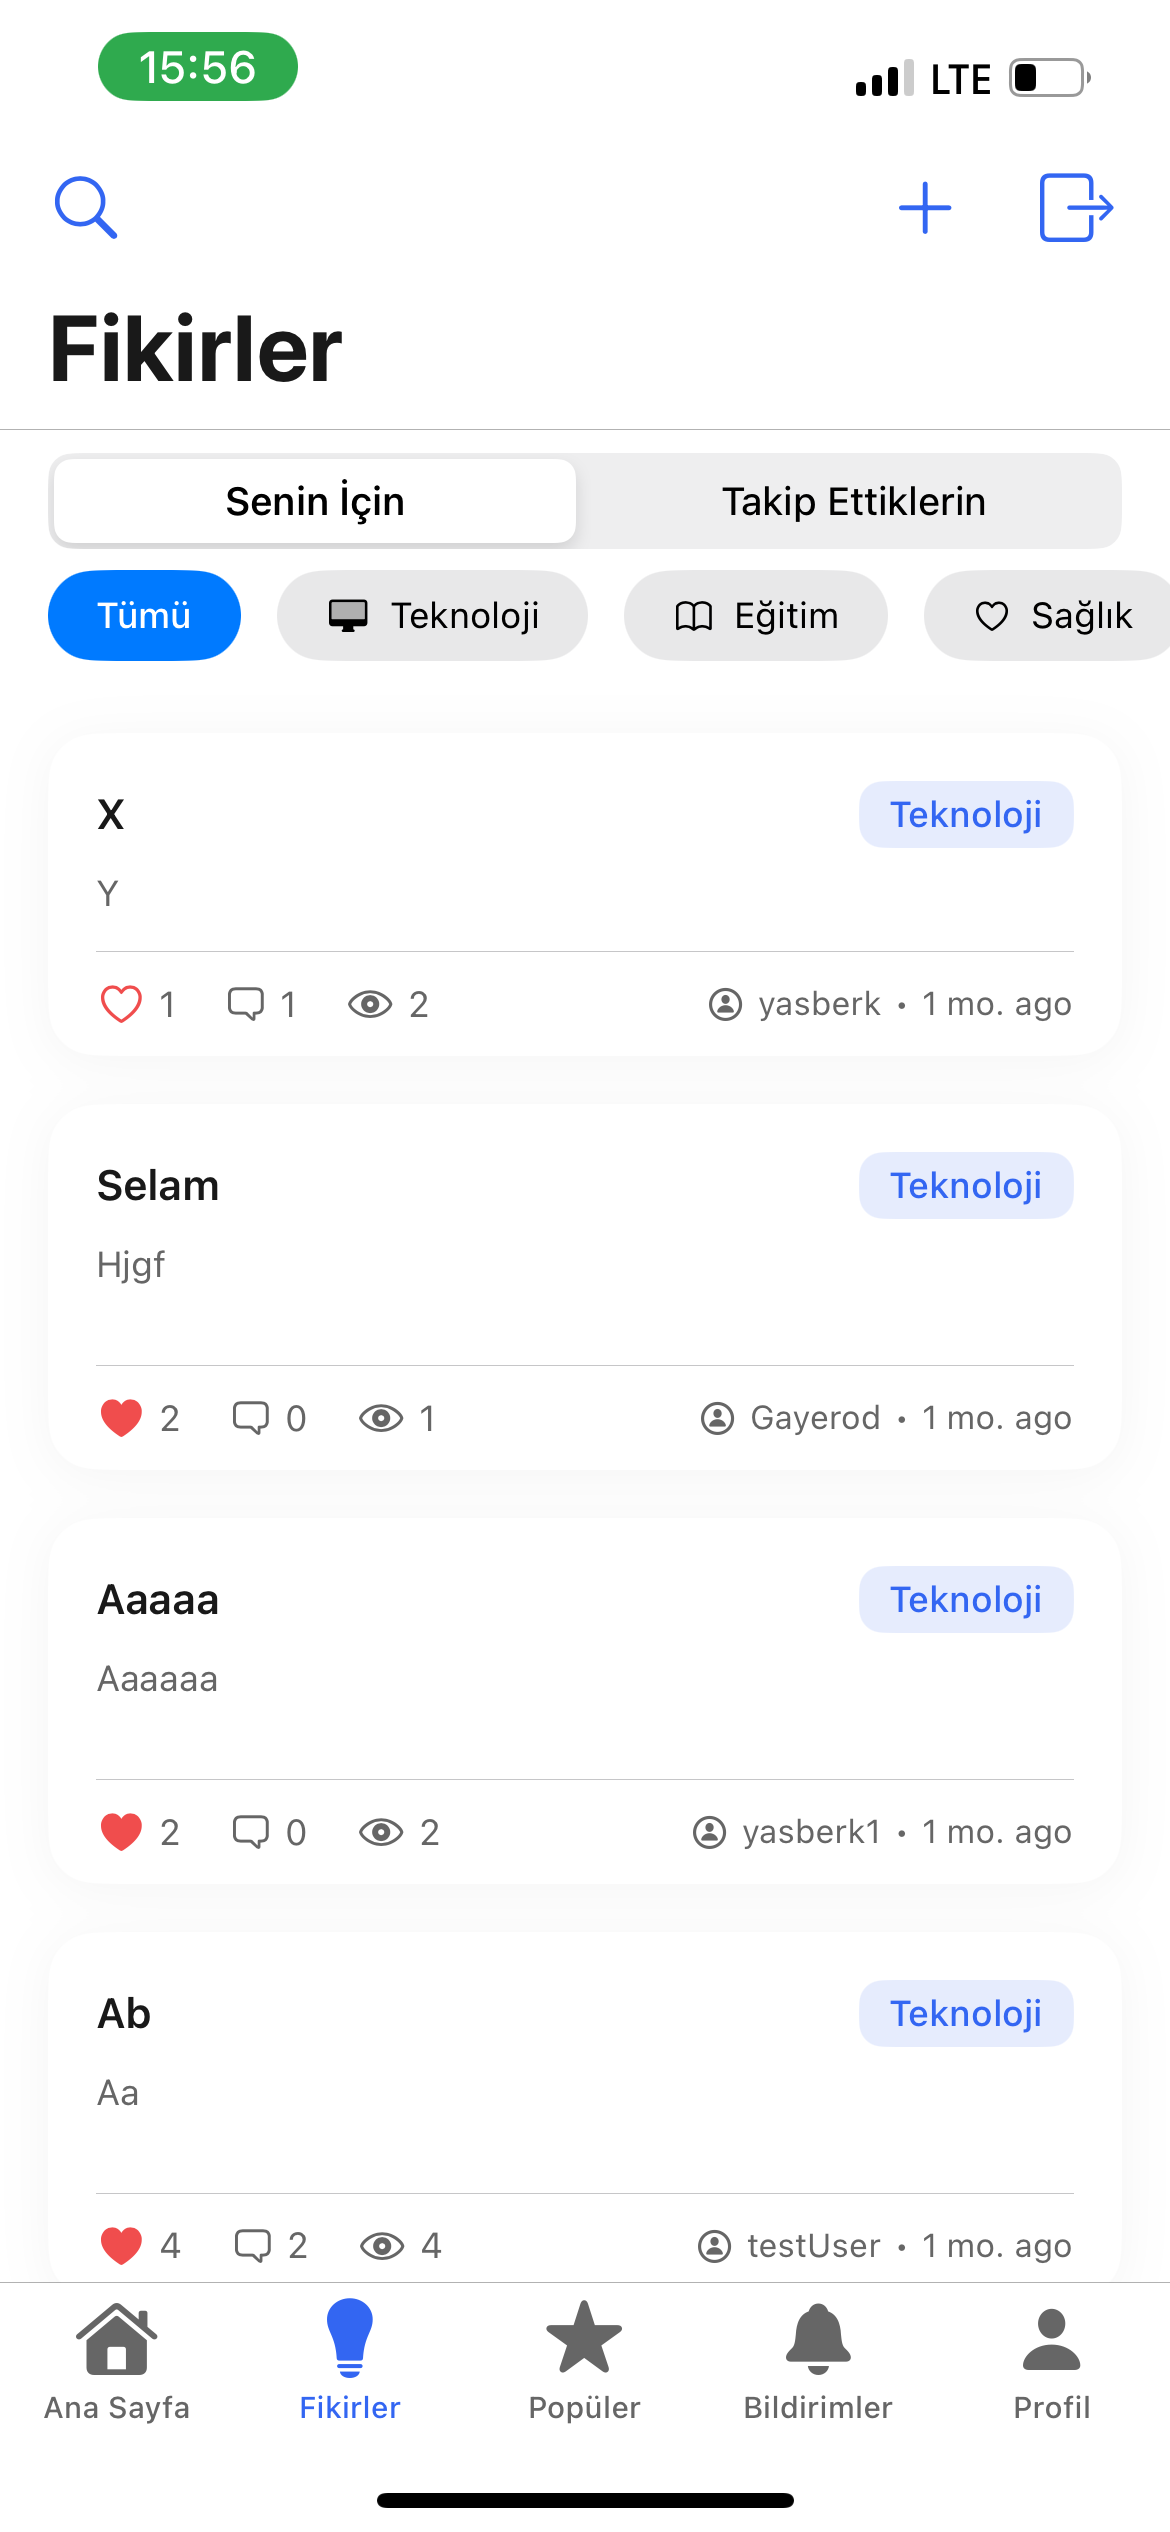 15:56
LTE
Fikirler
Senin İçin Takip Ettiklerin
Tümü Teknoloji Eğitim Sağlık
X Teknoloji
Y
1 1 2 yasberk • 1 mo. ago
Selam Teknoloji
Hjgf
2 0 1 Gayerod • 1 mo. ago
Aaaaa Teknoloji
Aaaaaa
2 0 2 yasberk1 • 1 mo. ago
Ab Teknoloji
Aa
4 2 4 testUser • 1 mo. ago
Ana Sayfa Fikirler Popüler Bildirimler Profil